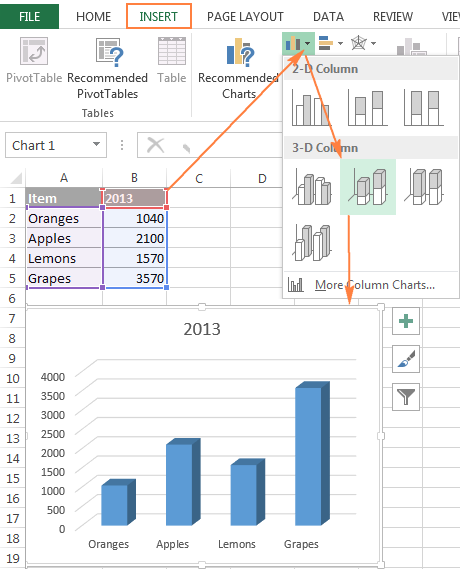 FILE HOME INSERT PAGE LAYOUT DATA REVIEW VIE
PivotTable Recommended PivotTables Table Recommended Charts
Tables
2-D Column
3-D Column
More Column Charts...
Chart 1
A B C D
1 Item 2013
2 Oranges 1040
3 Apples 2100
4 Lemons 1570
5 Grapes 3570
6
7
8
9
10
11
12
13
14
15
16
17
18
19
2013
4000
3500
3000
2500
2000
1500
1000
500
0
Oranges Apples Lemons Grapes